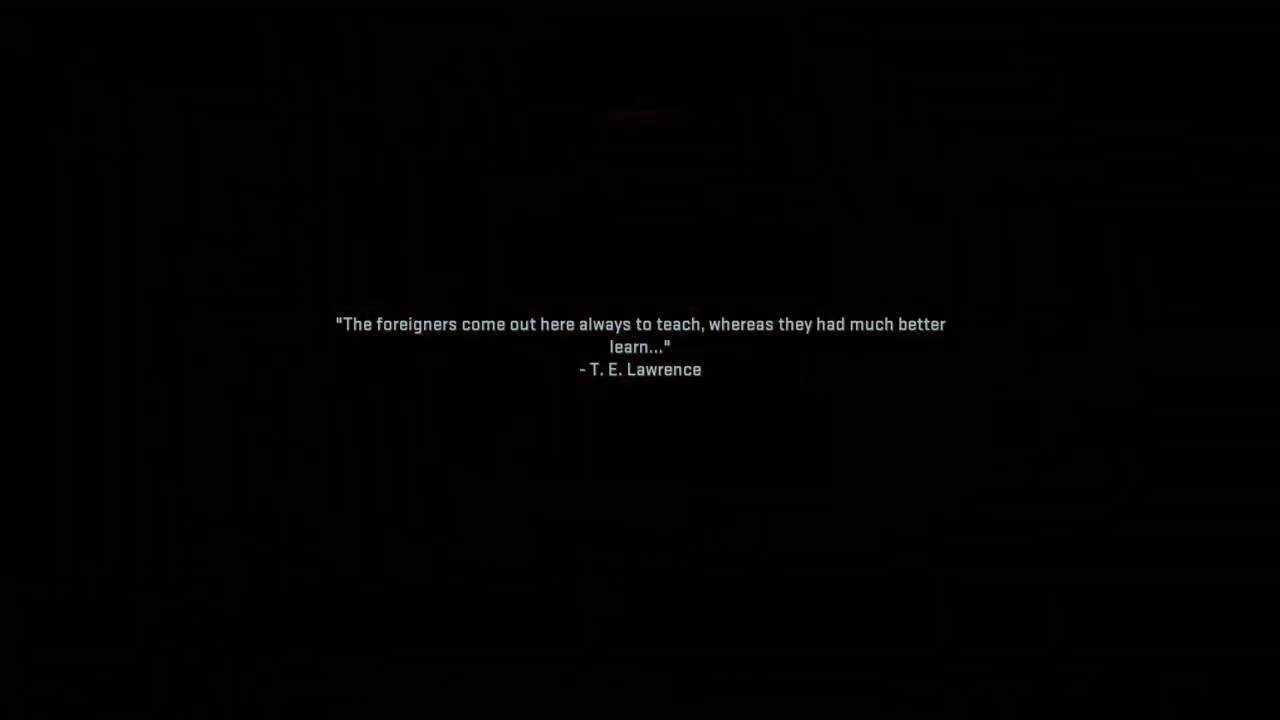 "The foreigners come out here always to teach, whereas they had much better
learn..."
- T. E. Lawrence